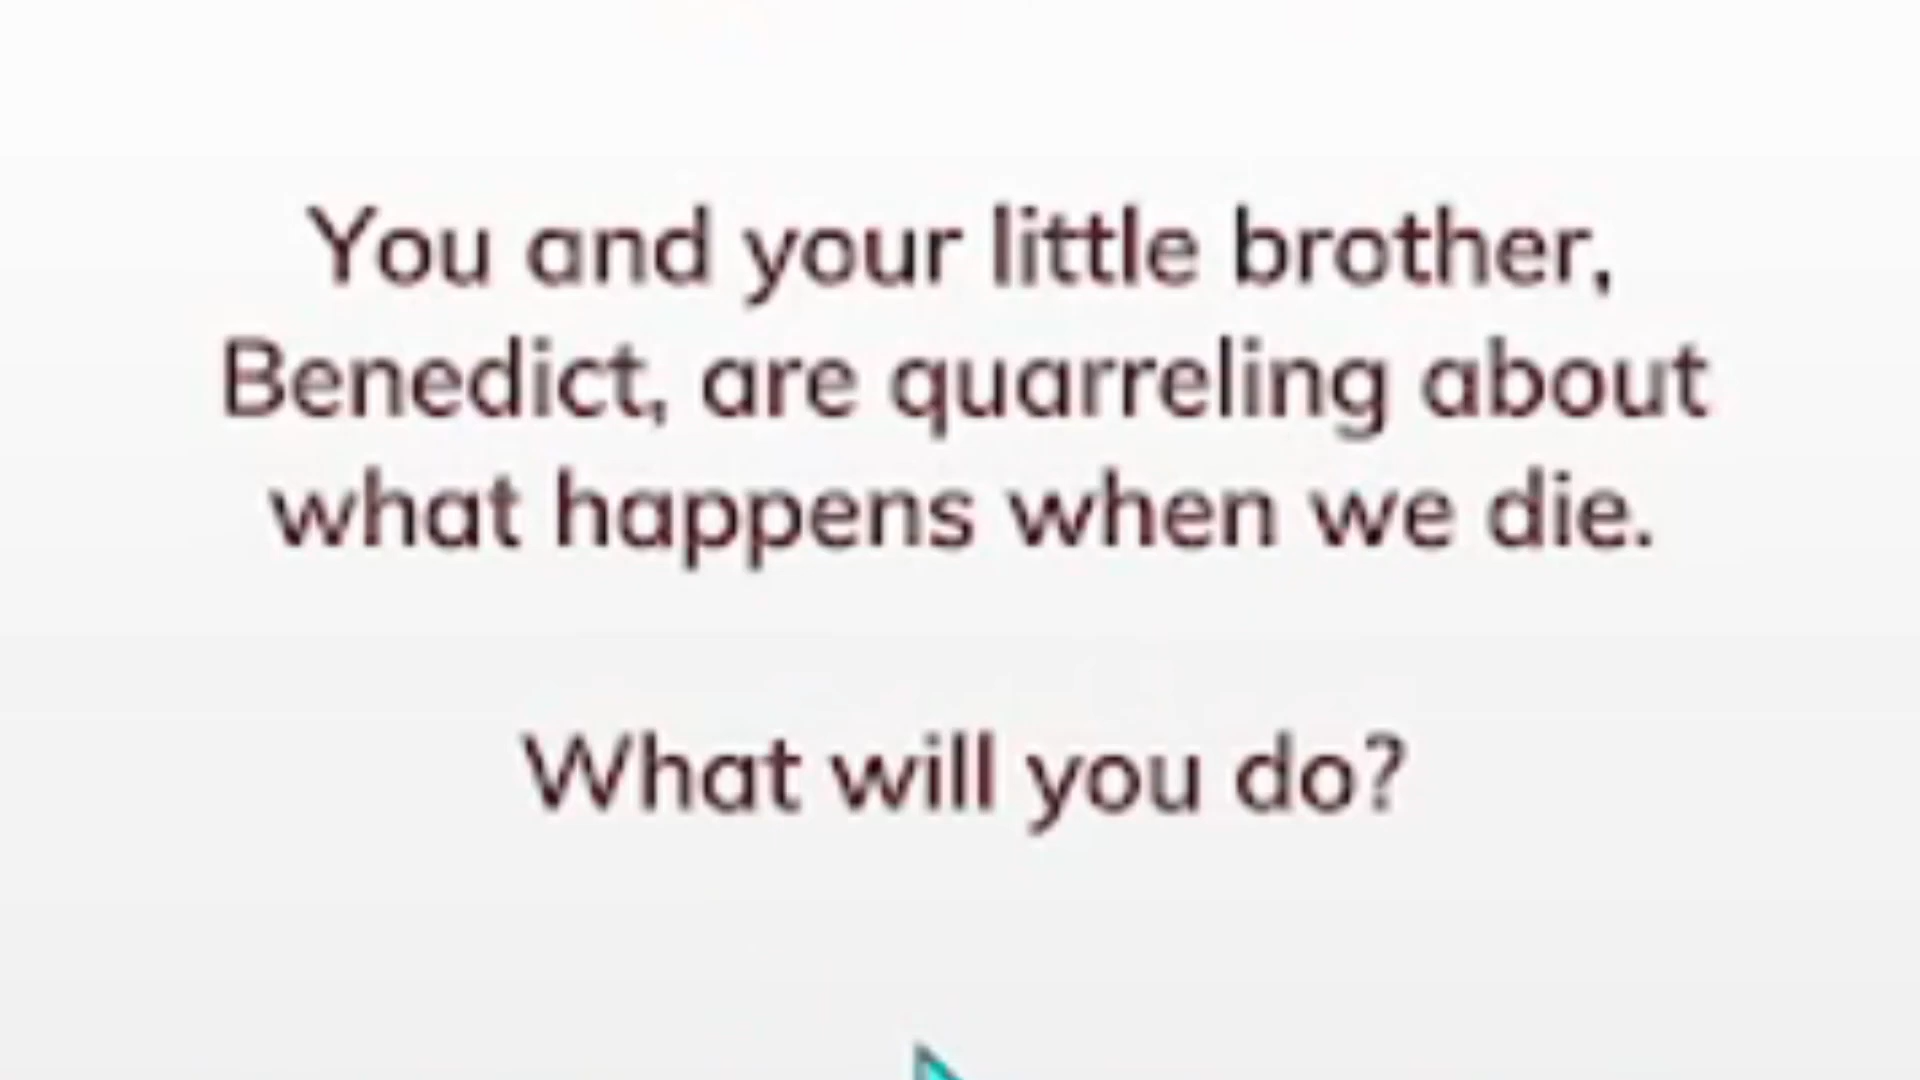 You and your little brother,
Benedict, are quarreling about
what happens when we die.
What will you do?